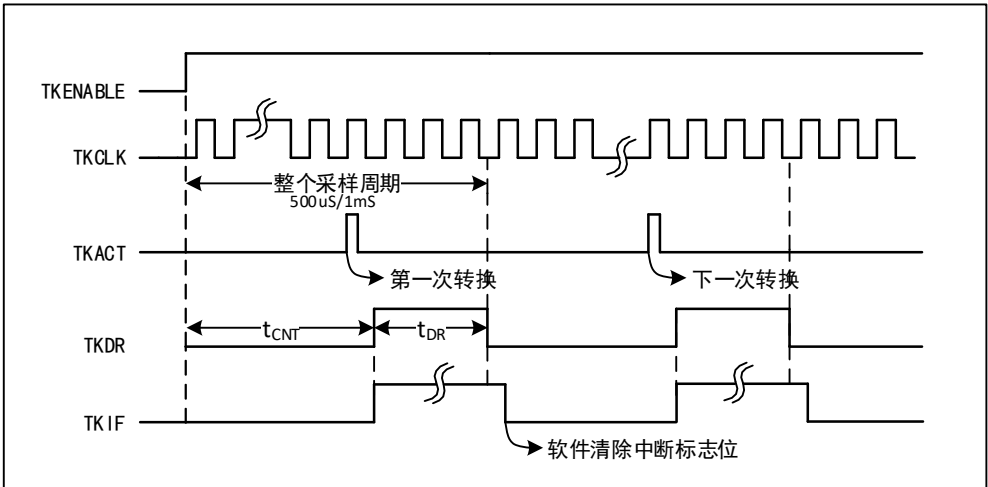 TKENABLE
TKCLK
整个采样周期
500uS/1mS
TKACT
第一次转换
下一次转换
TKDR
tCNT
tDR
TKIF
软件清除中断标志位